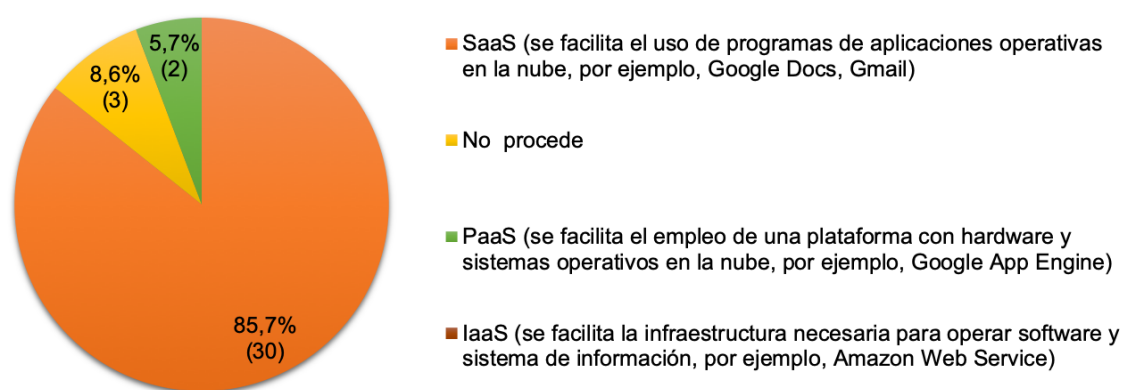 5,7%
(2)
8,6%
(3)
85,7%
(30)
SaaS (se facilita el uso de programas de aplicaciones operativas
en la nube, por ejemplo, Google Docs, Gmail)
No procede
PaaS (se facilita el empleo de una plataforma con hardware y
sistemas operativos en la nube, por ejemplo, Google App Engine)
IaaS (se facilita la infraestructura necesaria para operar software y
sistema de información, por ejemplo, Amazon Web Service)